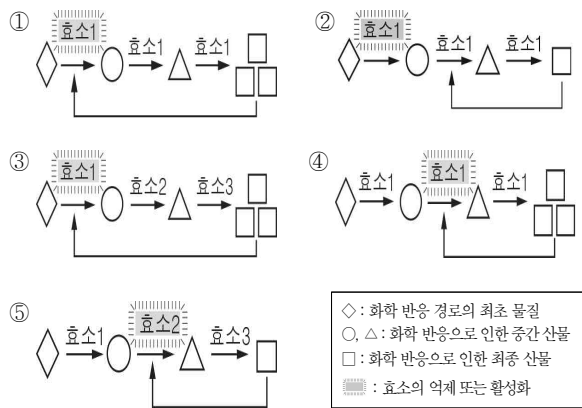 ①
효소1 효소1 효소1
②
효소1 효소1 효소1
③
효소1 효소2 효소3
④
효소1 효소1 효소1
⑤
효소1 효소2 효소3
◇ : 화학 반응 경로의 최초 물질
○, △ : 화학 반응으로 인한 중간 산물
□ : 화학 반응으로 인한 최종 산물
: 효소의 억제 또는 활성화